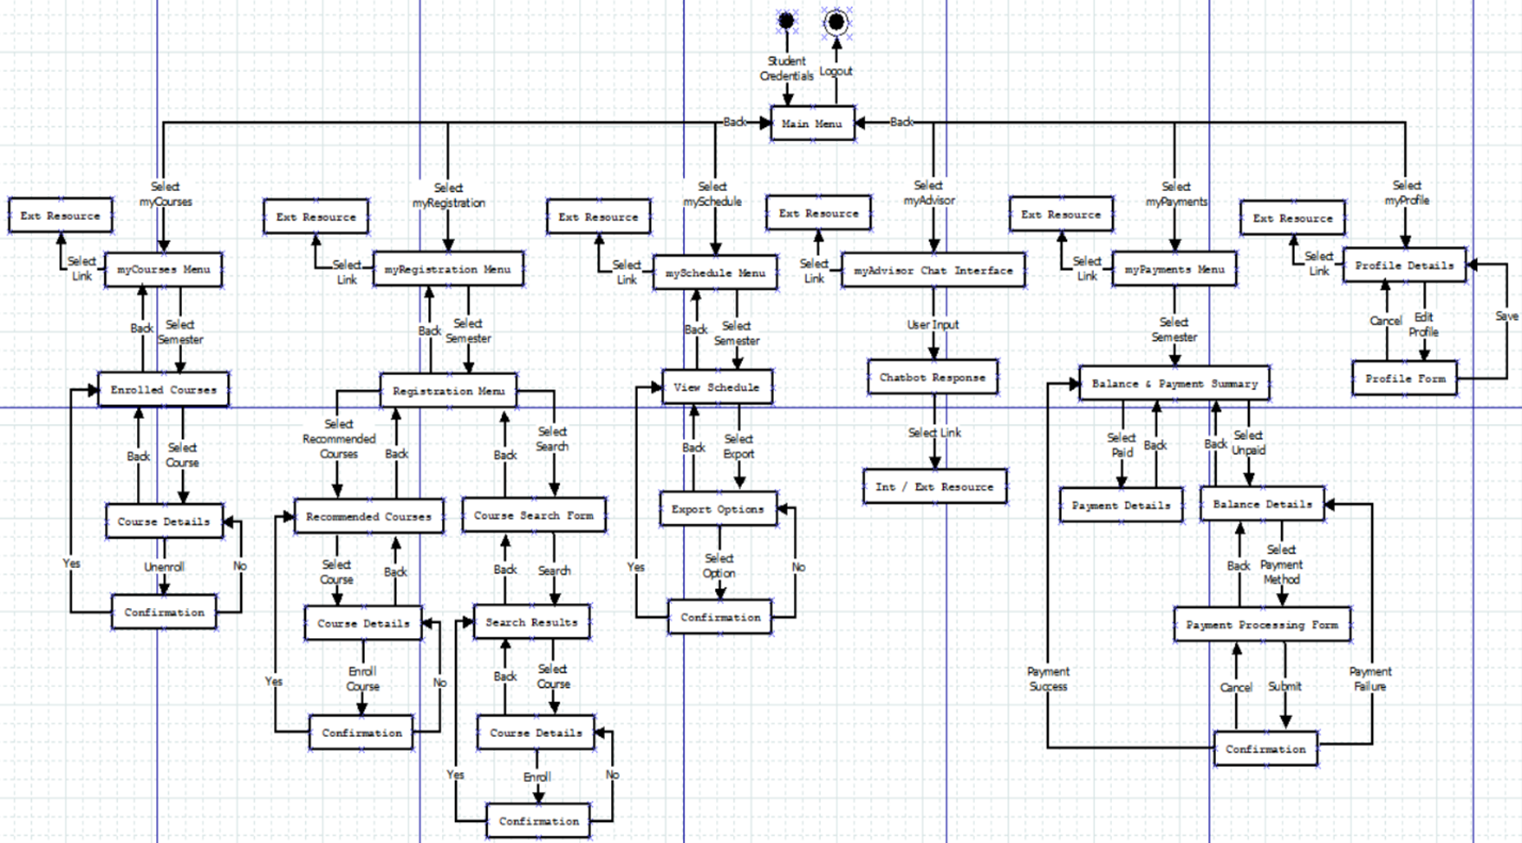 Student
Credentials
Logout
Back
Main Menu
Back
Select
myCourses
Select
myRegistration
Select
mySchedule
Select
myAdvisor
Select
myPayments
Select
myProfile
Ext Resource
Ext Resource
Ext Resource
Ext Resource
Ext Resource
Ext Resource
Select
Link
myCourses Menu
Select
Link
myRegistration Menu
Select
Link
mySchedule Menu
Select
Link
myAdvisor Chat Interface
Select
Link
myPayments Menu
Select
Link
Profile Details
Back
Select
Semester
Back
Select
Semester
Back
Select
Semester
User Input
Select
Semester
Cancel
Edit
Profile
Save
Enrolled Courses
Registration Menu
View Schedule
Chatbot Response
Balance & Payment Summary
Profile Form
Back
Select
Course
Select
Recommended
Courses
Back
Back
Select
Search
Back
Select
Export
Select Link
Select
Paid
Back
Back
Select
Unpaid
Course Details
Recommended Courses
Course Search Form
Export Options
Int / Ext Resource
Payment Details
Balance Details
Yes
Unenroll
No
Select
Course
Back
Back
Search
Yes
Select
Option
No
Back
Select
Payment
Method
Confirmation
Course Details
Search Results
Confirmation
Payment Processing Form
Yes
Enroll
Course
No
Back
Select
Course
Payment
Success
Cancel
Submit
Payment
Failure
Confirmation
Course Details
Confirmation
Yes
Enroll
No
Confirmation